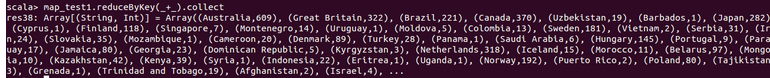 scala> map_test1.reduceByKey(_+_).collect
res38: Array[(String, Int)] = Array((Australia,609), (Great Britain,322), (Brazil,221), (Canada,370), (Uzbekistan,19), (Barbados,1), (Japan,282)
 (Cyprus,1), (Finland,118), (Singapore,7), (Montenegro,14), (Uruguay,1), (Moldova,5), (Colombia,13), (Sweden,181), (Vietnam,2), (Serbia,31), (Ir
n,24), (Slovakia,35), (Mozambique,1), (Cameroon,20), (Denmark,89), (Turkey,28), (Panama,1), (Saudi Arabia,6), (Hungary,145), (Portugal,9), (Para
uay,17), (Jamaica,80), (Georgia,23), (Dominican Republic,5), (Kyrgyzstan,3), (Netherlands,318), (Iceland,15), (Morocco,11), (Belarus,97), (Mongo
ia,10), (Kazakhstan,42), (Kenya,39), (Syria,1), (Indonesia,22), (Eritrea,1), (Uganda,1), (Norway,192), (Puerto Rico,2), (Poland,80), (Tajikistan
3), (Grenada,1), (Trinidad and Tobago,19), (Afghanistan,2), (Israel,4), ...